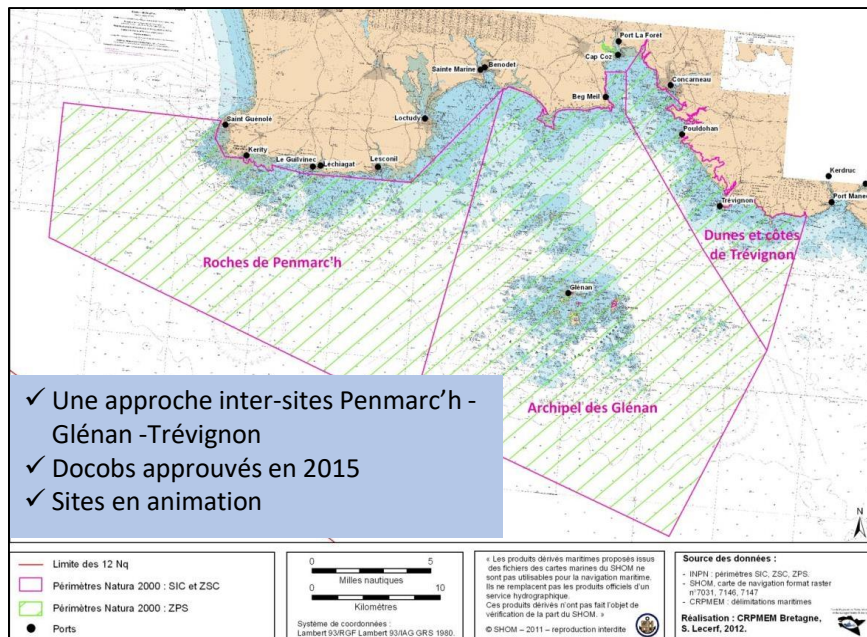 Port La Forêt
Cap Coz
Sainte Marine
Benodet
Concarneau
Beg Meil
Saint Guénolé
Loctudy
Pouldohan
Kerity
Le Guilvinec
Léchiagat
Lesconil
Kerdruc
Trévignon
Port Manec
Dunes et côtes
de Trévignon
Roches de Penmarc'h
Glénan
Archipel des Glénan
✓ Une approche inter-sites Penmarc’h -
Glénan -Trévignon
✓ Docobs approuvés en 2015
✓ Sites en animation
N
Limite des 12 Nq
Périmètres Natura 2000 : SIC et ZSC
Périmètres Natura 2000 : ZPS
Ports
0 5
Milles nautiques
0 10
Kilomètres
Système de coordonnées :
Lambert 93/RGF Lambert 93/IAG GRS 1980.
« Les produits dérivés maritimes proposés issus
des fichiers des cartes marines du SHOM ne
sont pas utilisables pour la navigation maritime.
Ils ne remplacent pas les produits officiels d'un
service hydrographique.
Ces produits dérivés n'ont pas fait l'objet de
vérification de la part du SHOM. »
© SHOM – 2011 – reproduction interdite
Source des données :
- INPN : périmètres SIC, ZSC, ZPS.
- SHOM, carte de navigation format raster
n°7031, 7146, 7147
- CRPMEM : délimitations maritimes
Réalisation : CRPMEM Bretagne,
S. Lecerf, 2012.